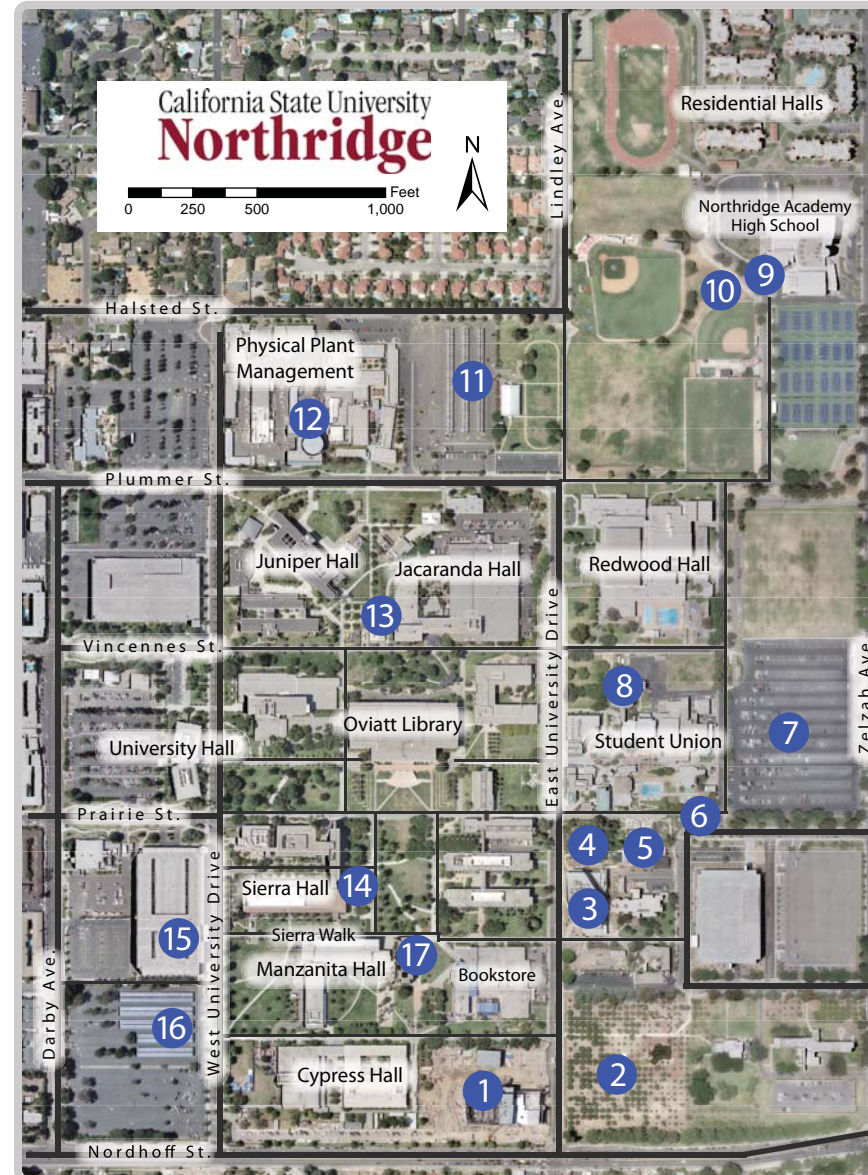 California State University
Northridge
N
Feet
0 250 500 1,000
Lindley Ave.
Residential Halls
Northridge Academy
High School
9
10
Halsted St.
Physical Plant
Management
11
12
Plummer St.
Juniper Hall
Jacaranda Hall
Redwood Hall
13
East University Drive
Vincennes St.
Zelzah Ave.
8
Oviatt Library
University Hall
Student Union
7
Prairie St.
6
4
5
Sierra Hall
14
3
Sierra Walk
15
17
Manzanita Hall
Bookstore
West University Drive
Darby Ave.
16
Cypress Hall
1
2
Nordhoff St.